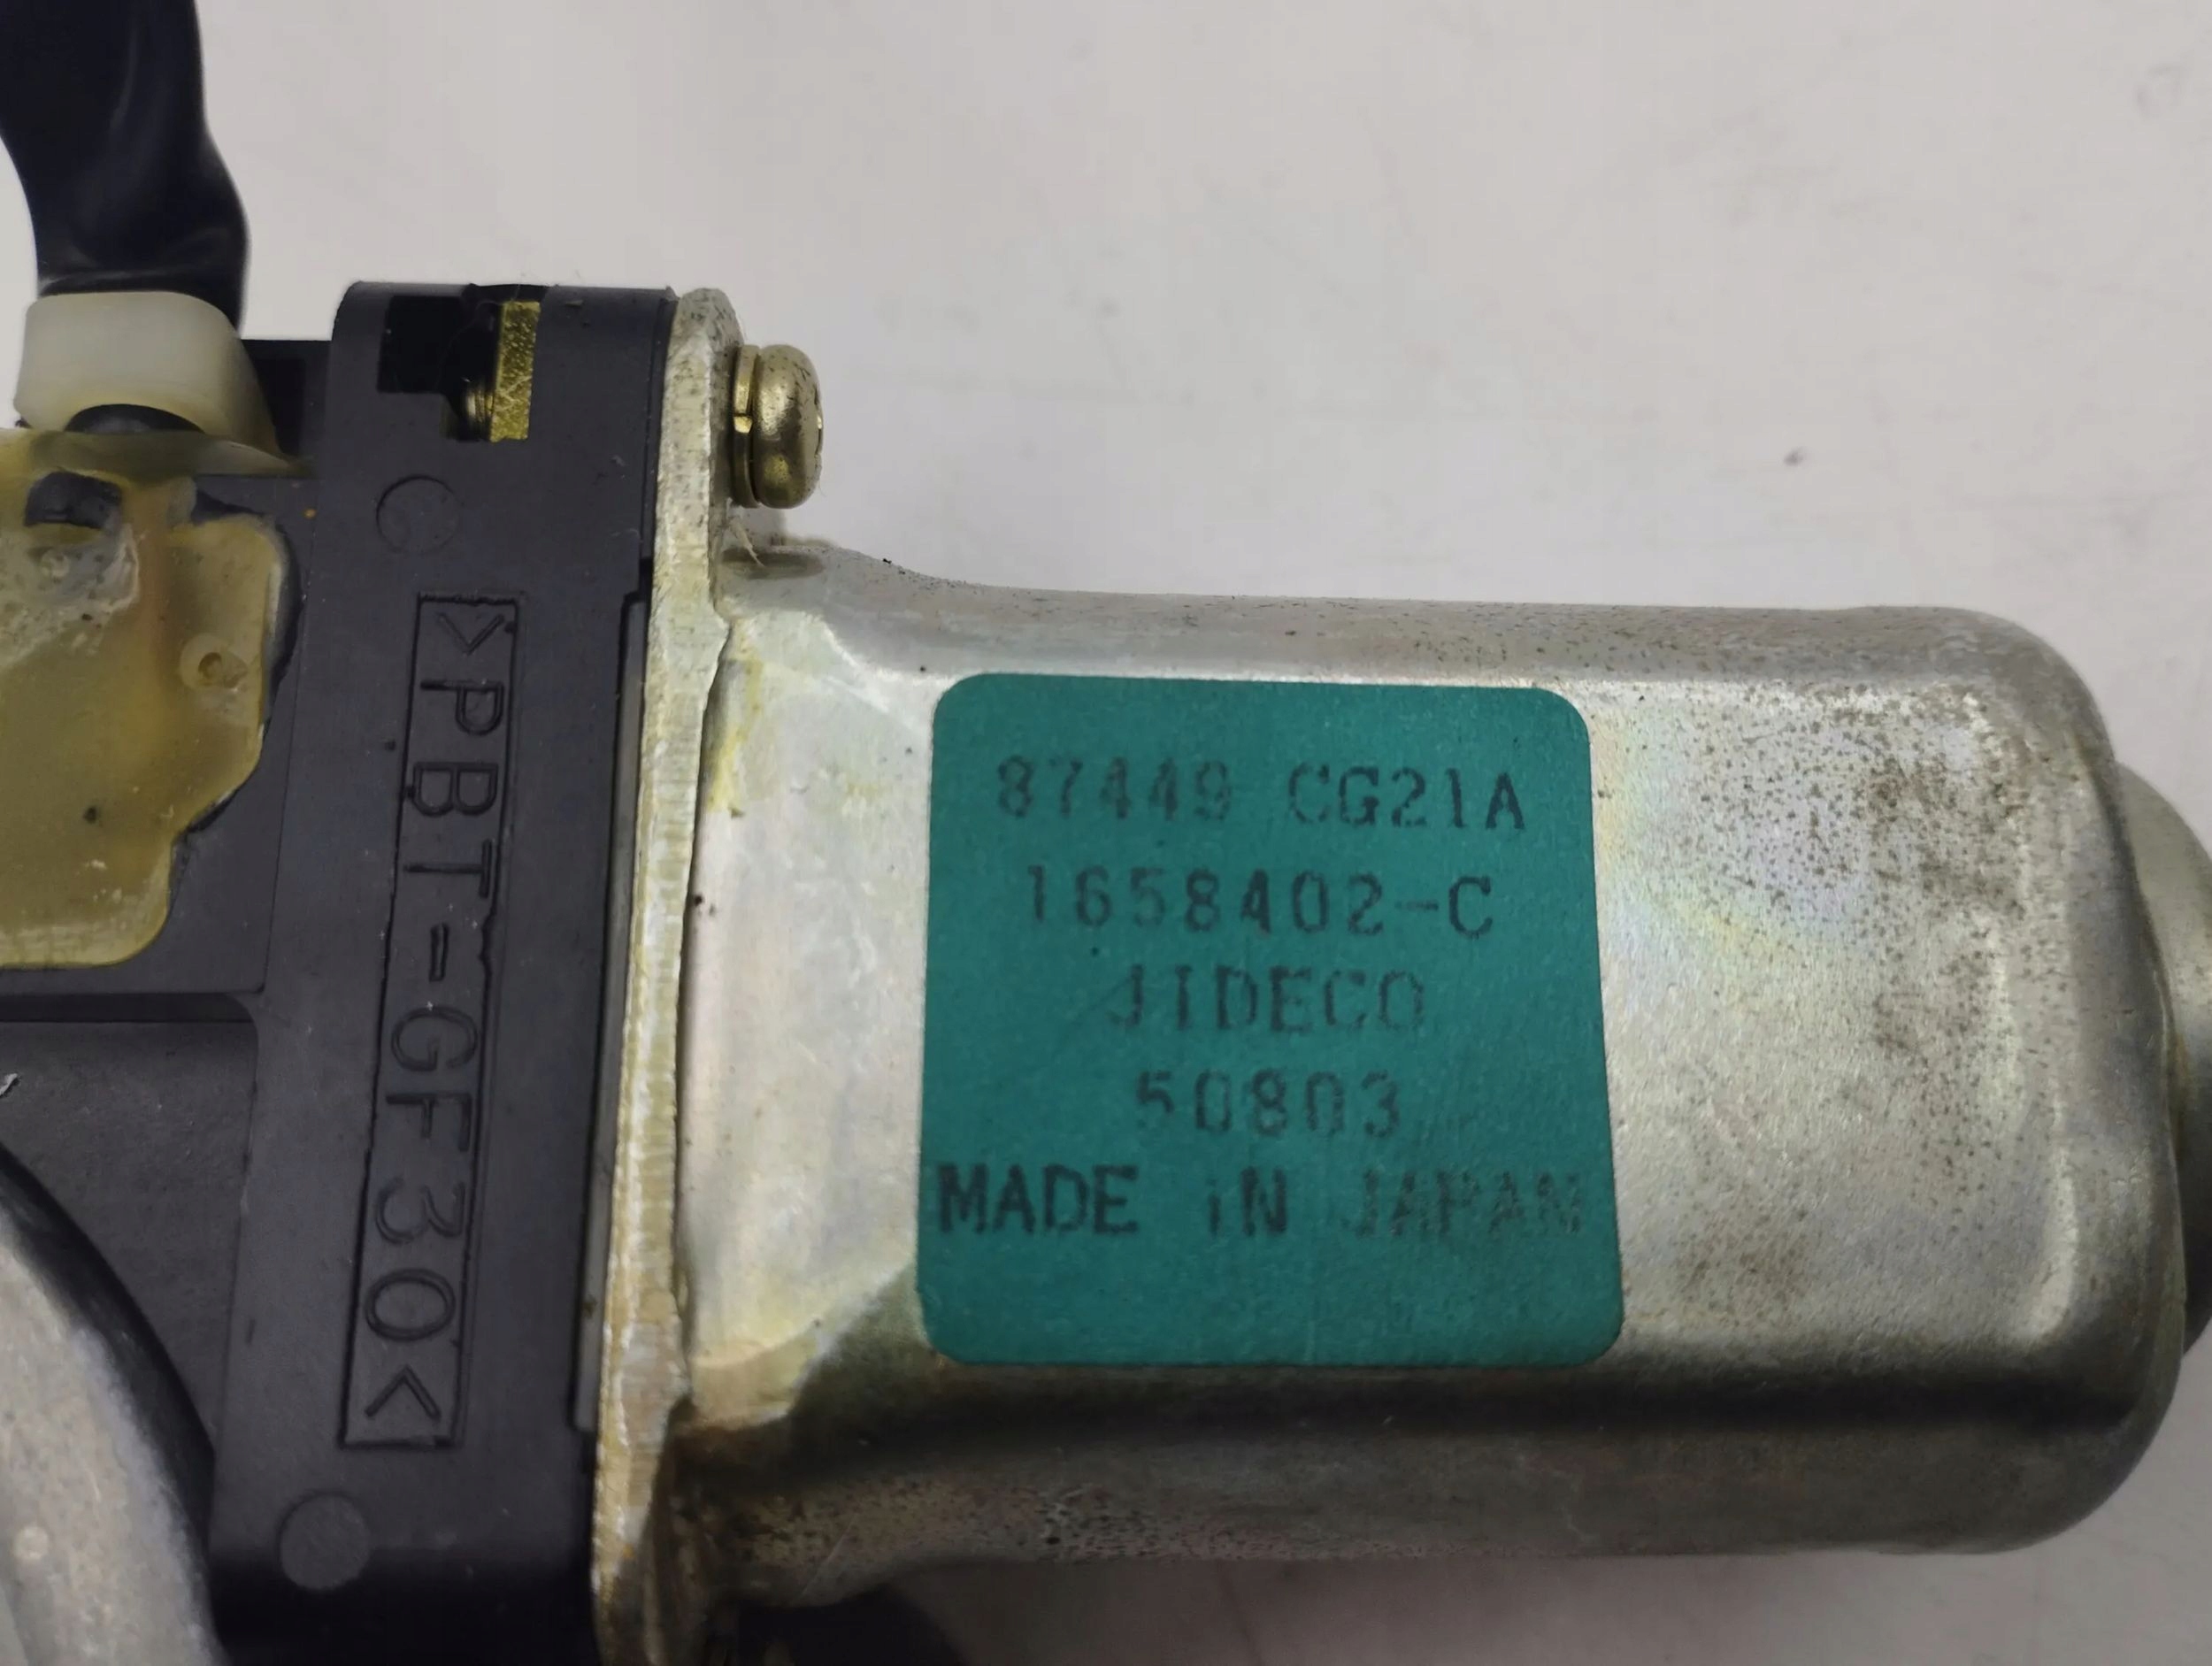 C
>PBT-GF30<
87449 CG21A
1658402-C
JIDECO
50803
MADE iN JAPAN